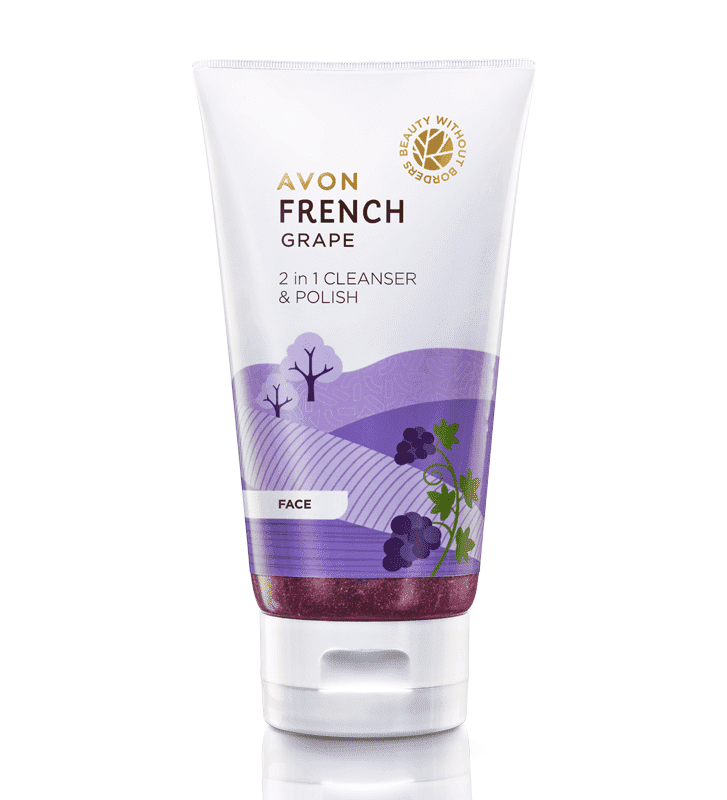 BEAUTY WITHOUT BORDERS
AVON
FRENCH
GRAPE
2 in 1 CLEANSER
& POLISH
FACE